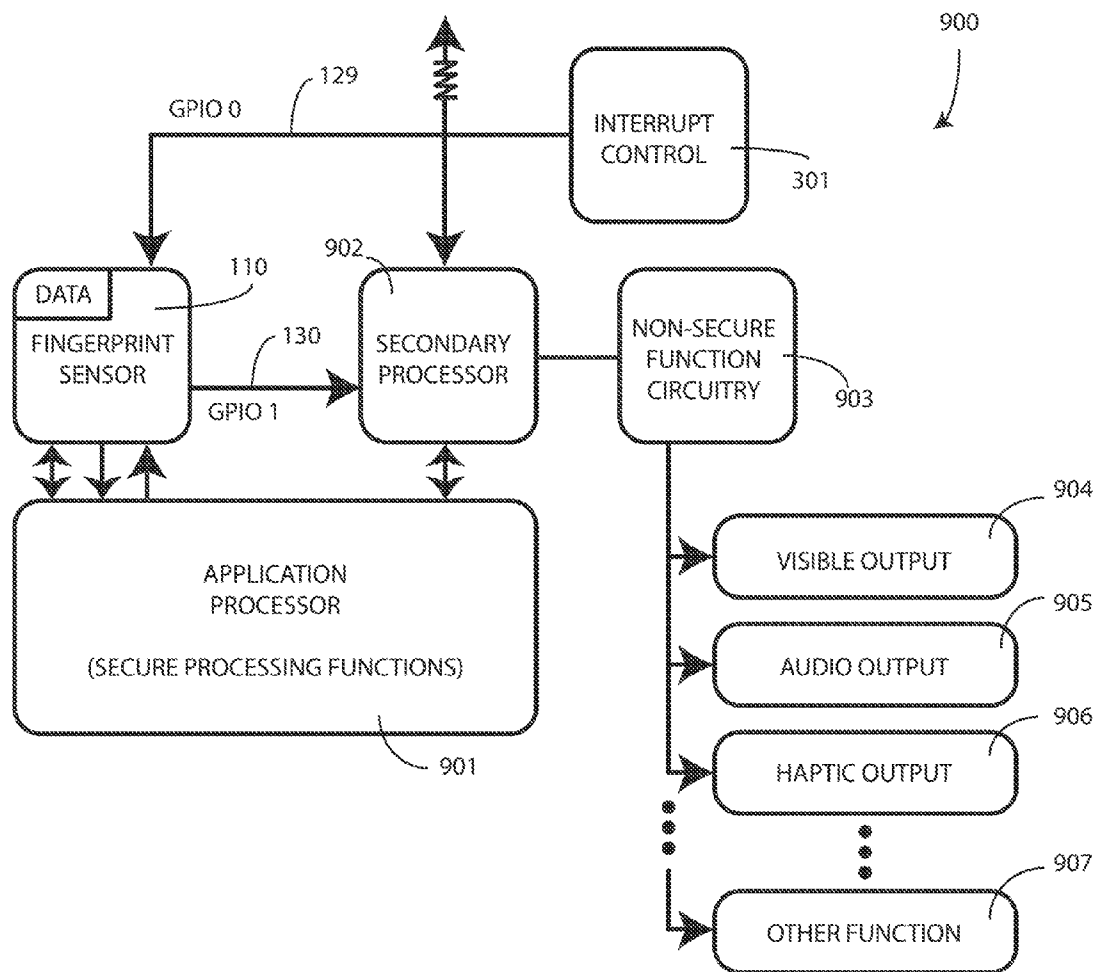 900
129
GPIO 0
INTERRUPT
CONTROL
301
902
110
DATA
FINGERPRINT
SENSOR
130
GPIO 1
SECONDARY
PROCESSOR
NON-SECURE
FUNCTION
CIRCUITRY
903
APPLICATION
PROCESSOR
(SECURE PROCESSING FUNCTIONS)
901
904
VISIBLE OUTPUT
905
AUDIO OUTPUT
906
HAPTIC OUTPUT
907
OTHER FUNCTION